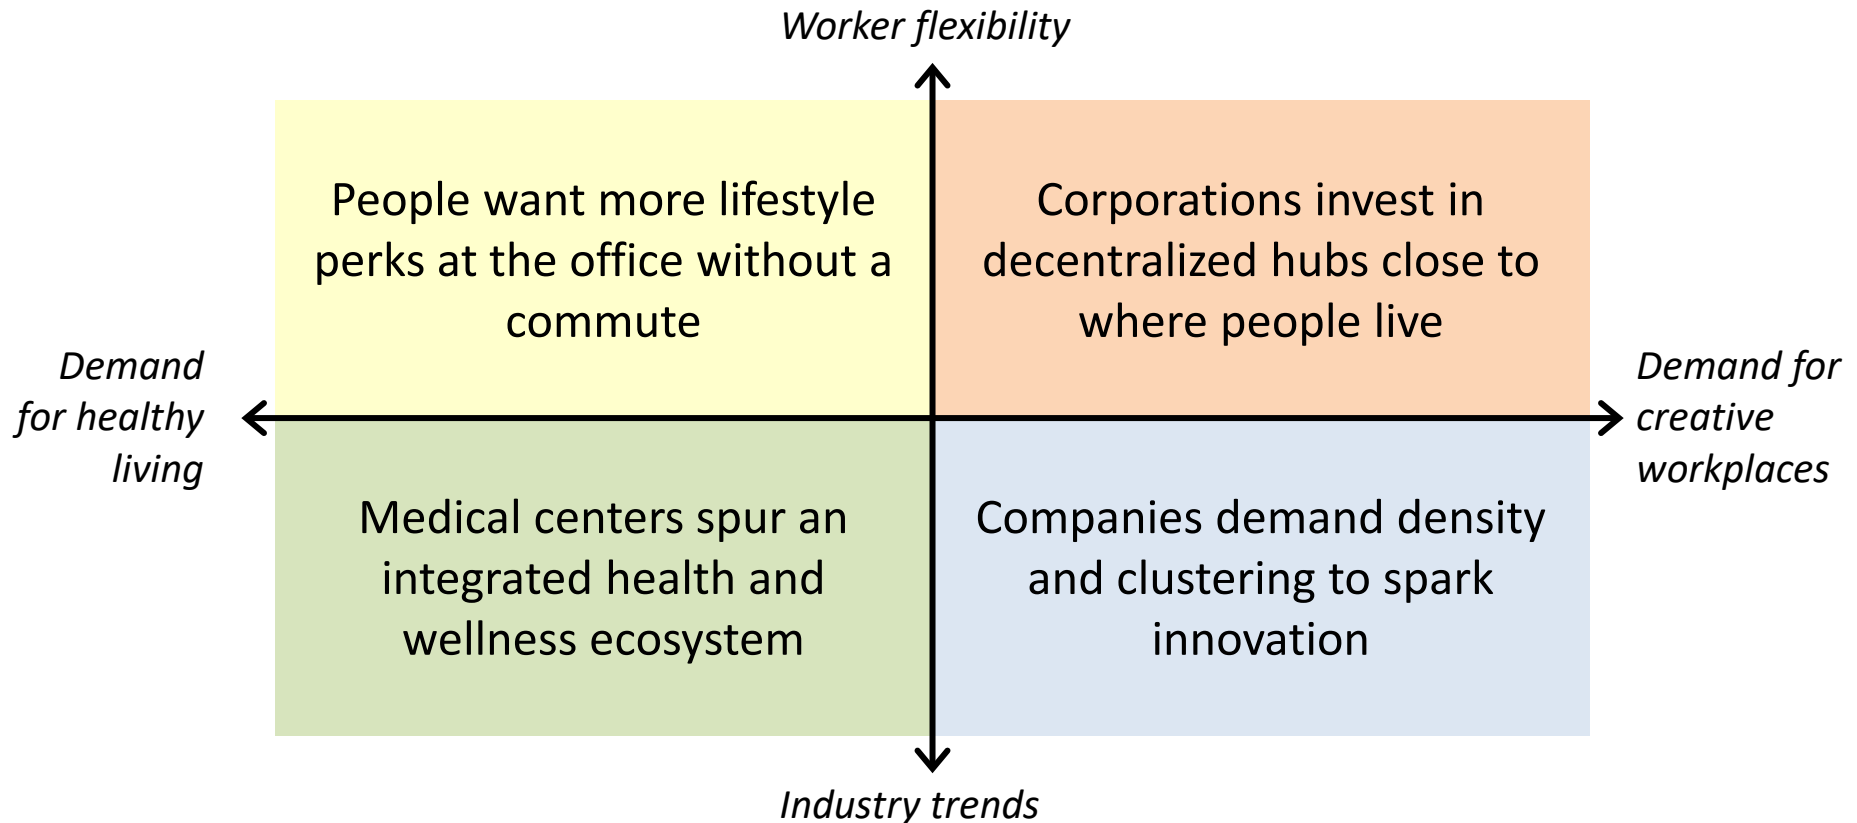 Worker flexibility
People want more lifestyle
perks at the office without a
commute
Corporations invest in
decentralized hubs close to
where people live
Demand
for healthy
living
Demand for
creative
workplaces
Medical centers spur an
integrated health and
wellness ecosystem
Companies demand density
and clustering to spark
innovation
Industry trends